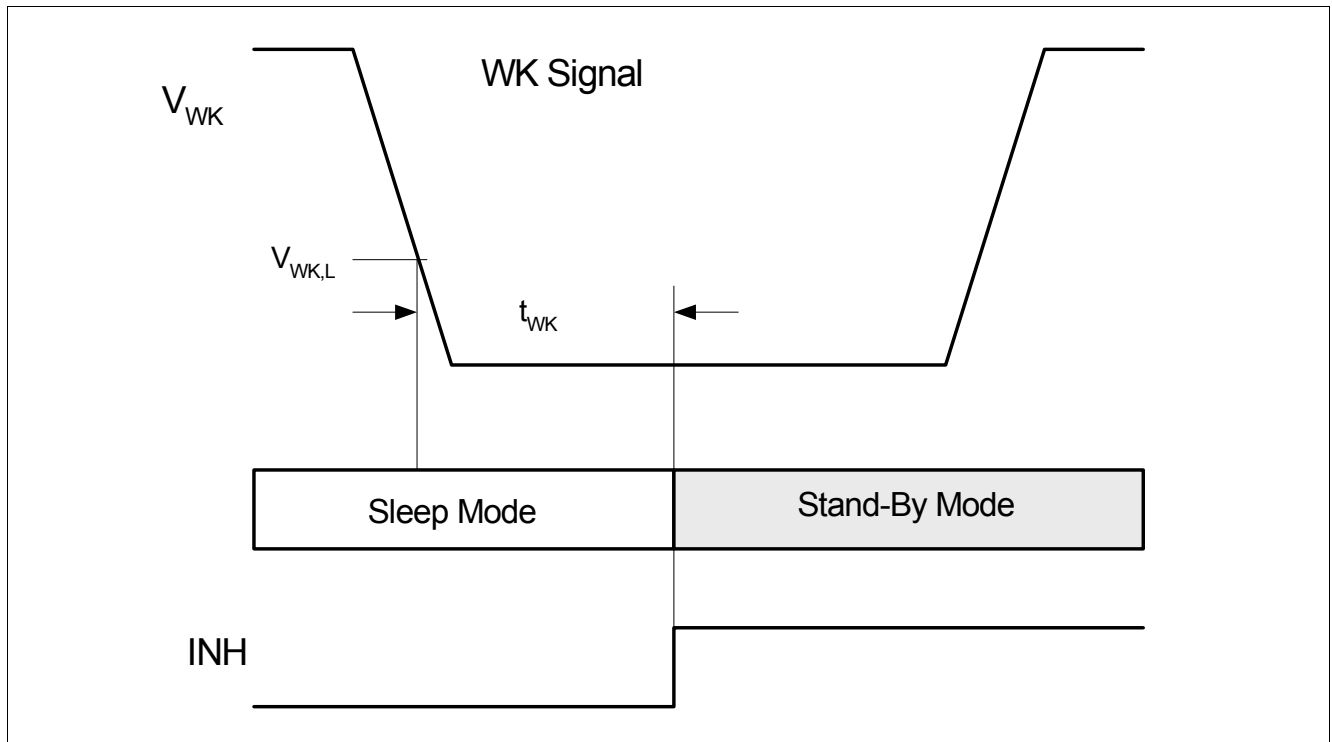 WK Signal
V_WK
V_WK,L
t_WK
Sleep Mode
Stand-By Mode
INH